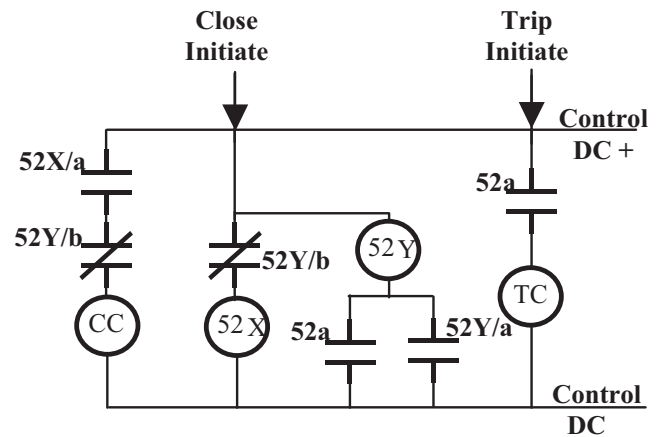 Close
Initiate
Trip
Initiate
Control
DC +
52X/a
52a
52Y/b
52Y/b
52Y
CC
52X
52a
52Y/a
TC
Control
DC